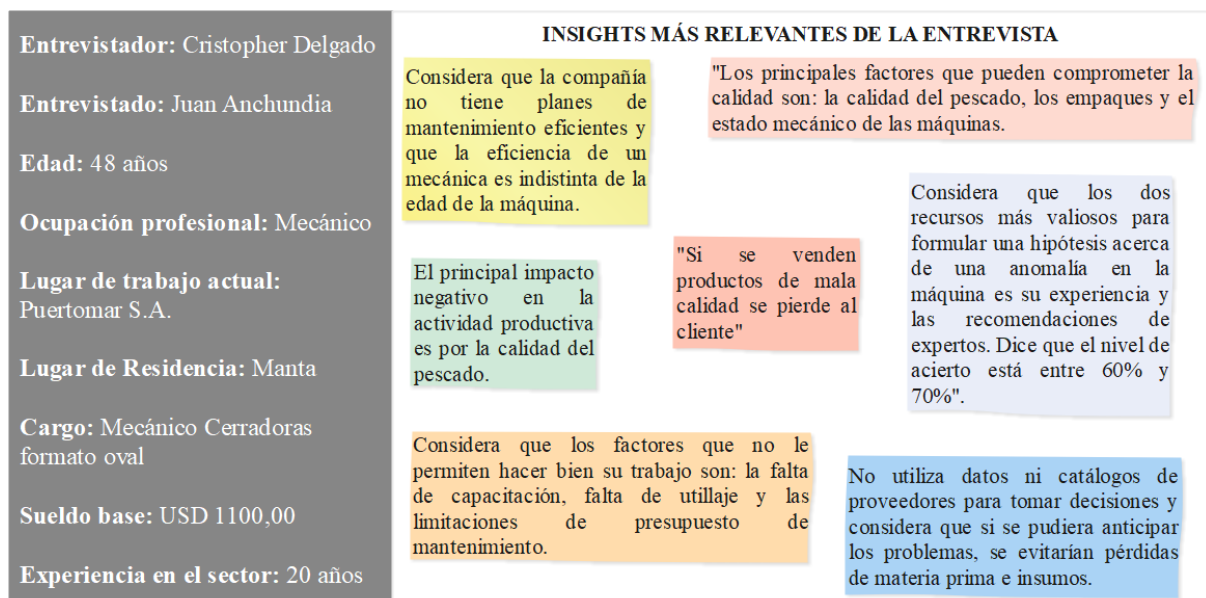 Entrevistador: Cristopher Delgado
Entrevistado: Juan Anchundia
Edad: 48 años
Ocupación profesional: Mecánico
Lugar de trabajo actual:
Puertomar S.A.
Lugar de Residencia: Manta
Cargo: Mecánico Cerradoras
formato oval
Sueldo base: USD 1100,00
Experiencia en el sector: 20 años
INSIGHTS MÁS RELEVANTES DE LA ENTREVISTA
Considera que la compañía
no tiene planes de
mantenimiento eficientes y
que la eficiencia de un
mecánica es indistinta de la
edad de la máquina.
"Los principales factores que pueden comprometer la
calidad son: la calidad del pescado, los empaques y el
estado mecánico de las máquinas.
Considera que los dos
recursos más valiosos para
formular una hipótesis acerca
de una anomalía en la
máquina es su experiencia y
las recomendaciones de
expertos. Dice que el nivel de
acierto está entre 60% y
70%".
"Si se venden
productos de mala
calidad se pierde al
cliente"
El principal impacto
negativo en la
actividad productiva
es por la calidad del
pescado.
Considera que los factores que no le
permiten hacer bien su trabajo son: la falta
de capacitación, falta de utillaje y las
limitaciones de presupuesto de
mantenimiento.
No utiliza datos ni catálogos de
proveedores para tomar decisiones y
considera que si se pudiera anticipar
los problemas, se evitarían pérdidas
de materia prima e insumos.